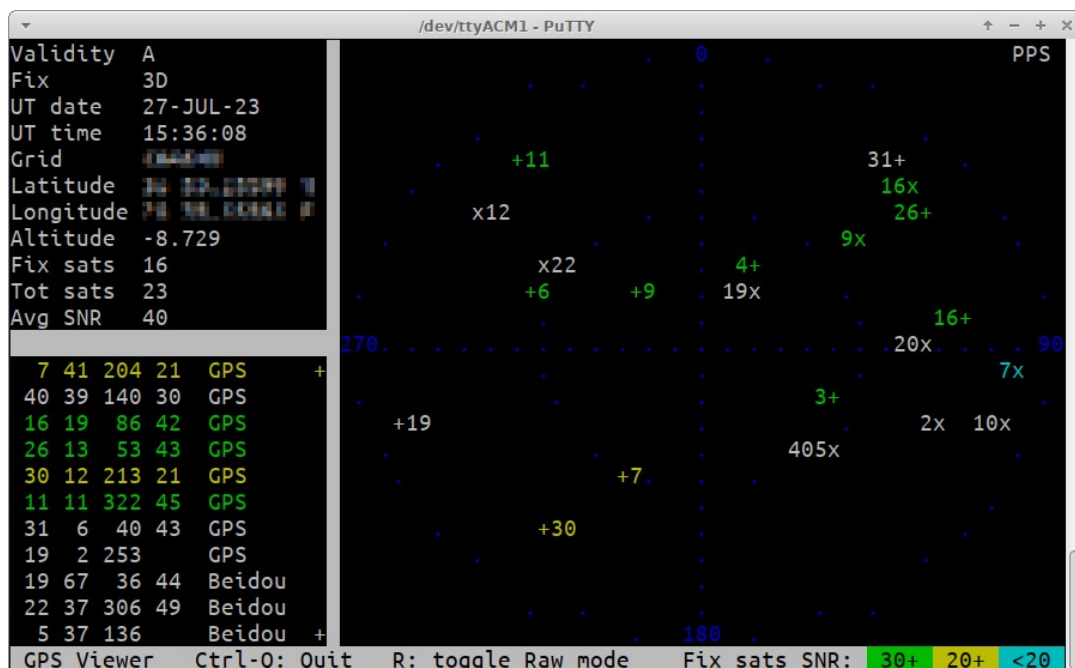 /dev/ttyACM1 - PuTTY
Validity A
Fix 3D
UT date 27-JUL-23
UT time 15:36:08
Grid
Latitude
Longitude
Altitude -8.729
Fix sats 16
Tot sats 23
Avg SNR 40
7 41 204 21 GPS +
40 39 140 30 GPS
16 19 86 42 GPS
26 13 53 43 GPS
30 12 213 21 GPS
11 11 322 45 GPS
31 6 40 43 GPS
19 2 253 GPS
19 67 36 44 Beidou
22 37 306 49 Beidou
5 37 136 Beidou +
0 PPS
+11 31+
16x
x12 26+
9x
x22 4+
+6 +9 19x
16+
270 20x 90
7x
3+
+19 2x 10x
405x
+7
+30
180
GPS Viewer Ctrl-Q: Quit R: toggle Raw mode Fix sats SNR: 30+ 20+ <20